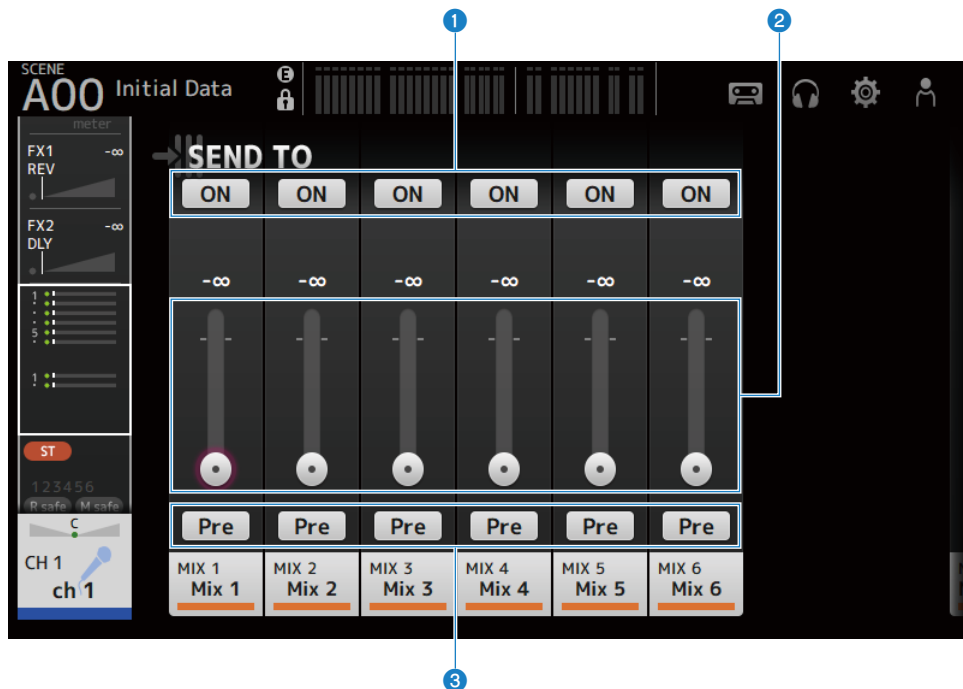 1
2
SCENE
A00 Initial Data
E
meter
FX1 -∞
REV
FX2 -∞
DLY
1
5
1
ST
123456
R safe M safe
C
CH 1
ch 1
SEND TO
ON ON ON ON ON ON
-∞ -∞ -∞ -∞ -∞ -∞
Pre Pre Pre Pre Pre Pre
MIX 1 MIX 2 MIX 3 MIX 4 MIX 5 MIX 6
Mix 1 Mix 2 Mix 3 Mix 4 Mix 5 Mix 6
3